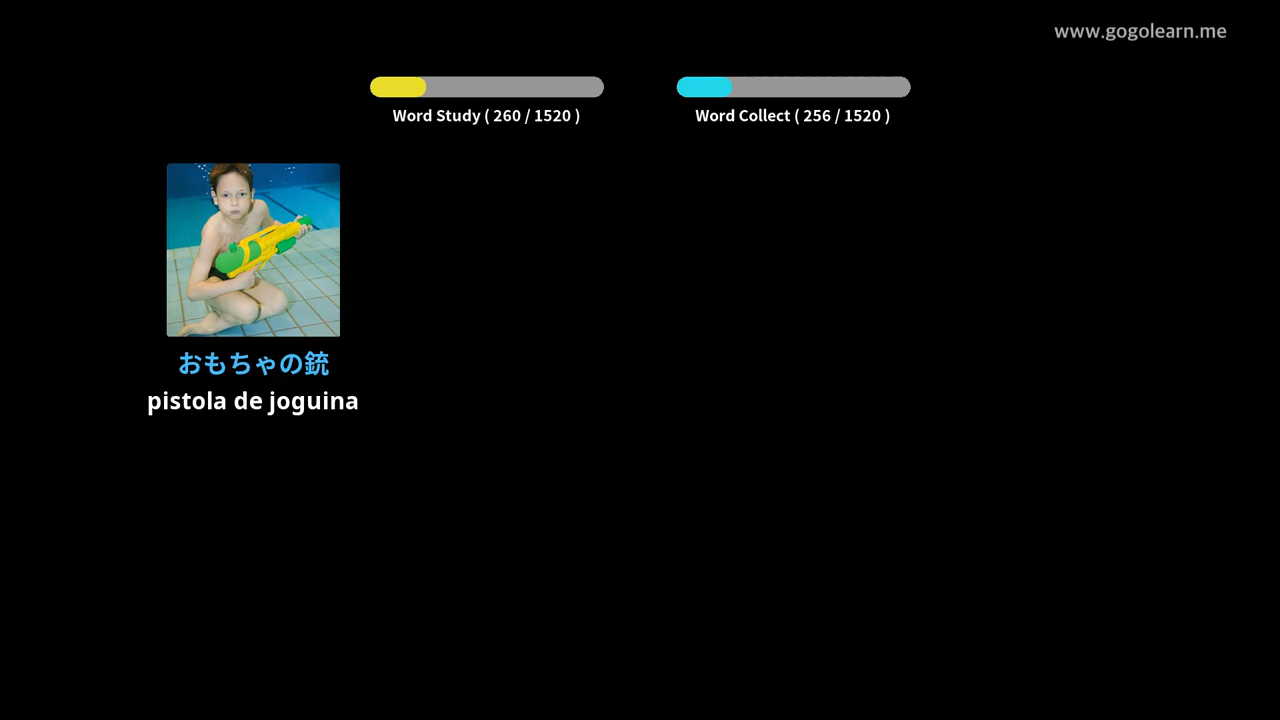 www.gogolearn.me
Word Study ( 260 / 1520 )
Word Collect ( 256 / 1520 )
おもちゃの銃
pistola de joguina